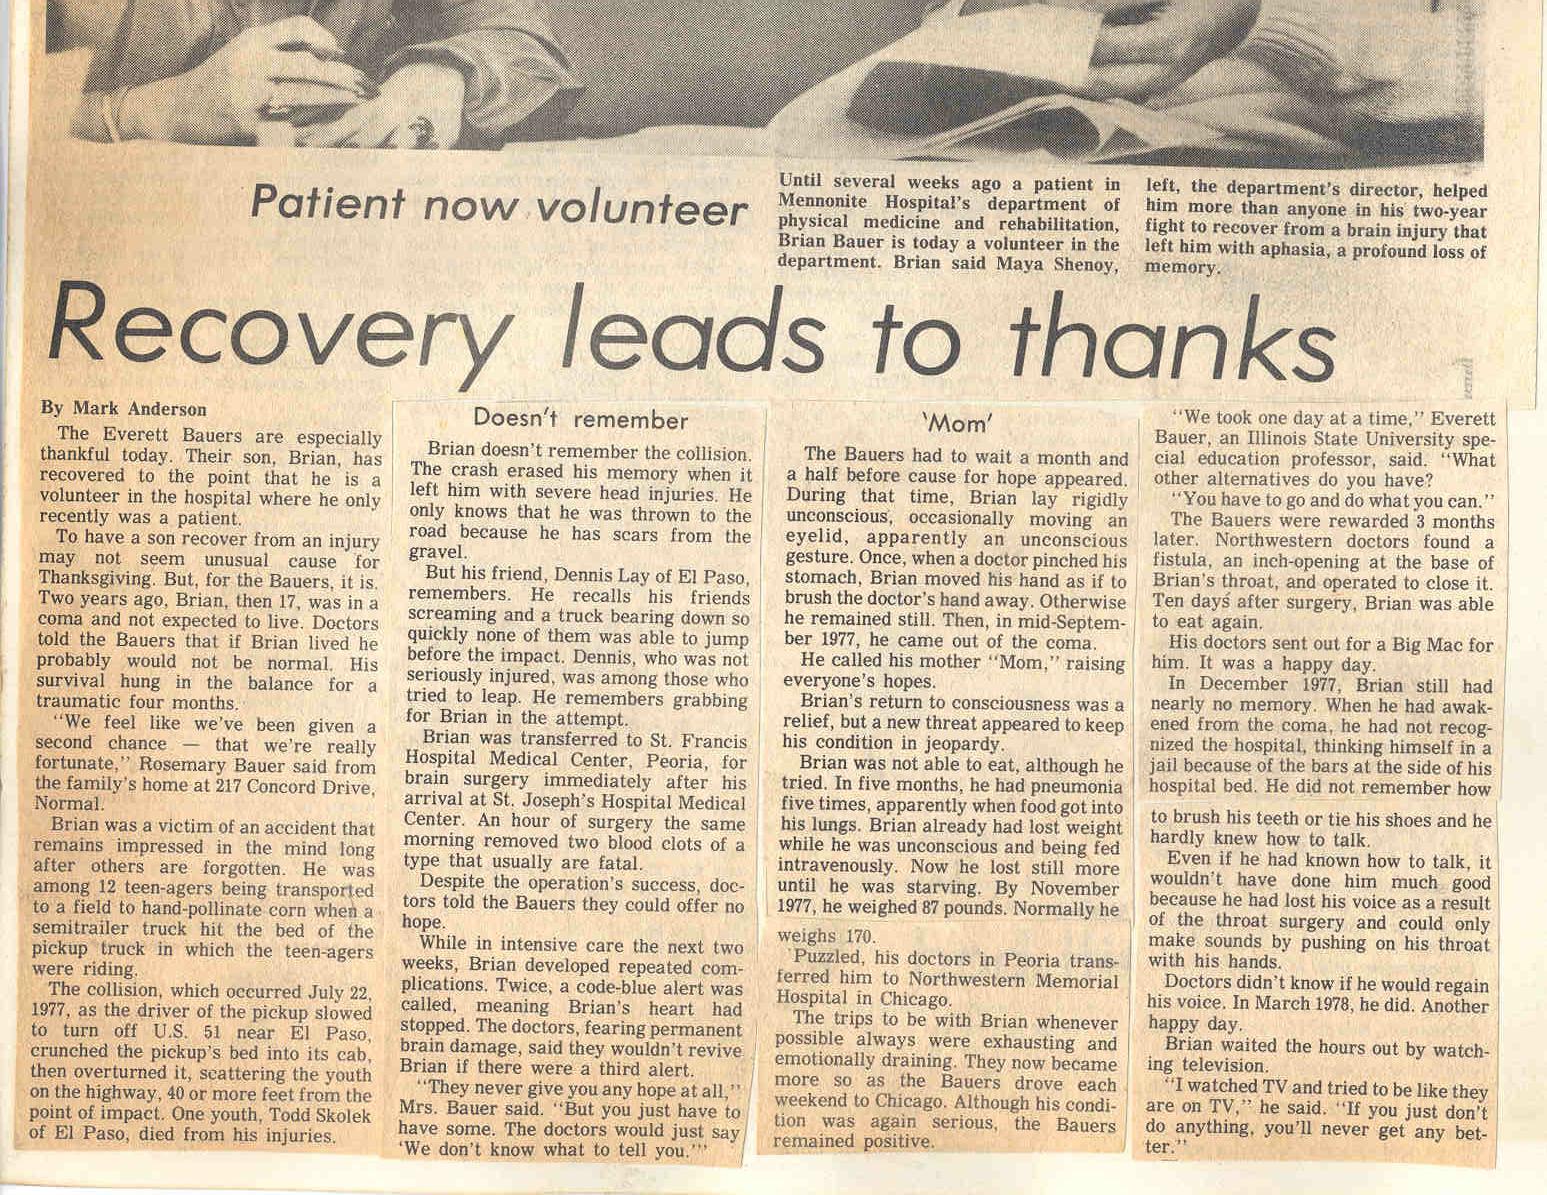 Patient now volunteer
Until several weeks ago a patient in
Mennonite Hospital's department of
physical medicine and rehabilitation,
Brian Bauer is today a volunteer in the
department. Brian said Maya Shenoy,
left, the department's director, helped
him more than anyone in his two-year
fight to recover from a brain injury that
left him with aphasia, a profound loss of
memory.
Recovery leads to thanks
By Mark Anderson
The Everett Bauers are especially
thankful today. Their son, Brian, has
recovered to the point that he is a
volunteer in the hospital where he only
recently was a patient.
To have a son recover from an injury
may not seem unusual cause for
Thanksgiving. But, for the Bauers, it is.
Two years ago, Brian, then 17, was in a
coma and not expected to live. Doctors
told the Bauers that if Brian lived he
probably would not be normal. His
survival hung in the balance for a
traumatic four months.
"We feel like we've been given a
second chance — that we're really
fortunate," Rosemary Bauer said from
the family's home at 217 Concord Drive,
Normal.
Brian was a victim of an accident that
remains impressed in the mind long
after others are forgotten. He was
among 12 teen-agers being transported
to a field to hand-pollinate corn when a
semitrailer truck hit the bed of the
pickup truck in which the teen-agers
were riding.
The collision, which occurred July 22,
1977, as the driver of the pickup slowed
to turn off U.S. 51 near El Paso,
crunched the pickup's bed into its cab,
then overturned it, scattering the youth
on the highway, 40 or more feet from the
point of impact. One youth, Todd Skolek
of El Paso, died from his injuries.
Doesn't remember
Brian doesn't remember the collision.
The crash erased his memory when it
left him with severe head injuries. He
only knows that he was thrown to the
road because he has scars from the
gravel.
But his friend, Dennis Lay of El Paso,
remembers. He recalls his friends
screaming and a truck bearing down so
quickly none of them was able to jump
before the impact. Dennis, who was not
seriously injured, was among those who
tried to leap. He remembers grabbing
for Brian in the attempt.
Brian was transferred to St. Francis
Hospital Medical Center, Peoria, for
brain surgery immediately after his
arrival at St. Joseph's Hospital Medical
Center. An hour of surgery the same
morning removed two blood clots of a
type that usually are fatal.
Despite the operation's success, doc-
tors told the Bauers they could offer no
hope.
While in intensive care the next two
weeks, Brian developed repeated com-
plications. Twice, a code-blue alert was
called, meaning Brian's heart had
stopped. The doctors, fearing permanent
brain damage, said they wouldn't revive
Brian if there were a third alert.
"They never give you any hope at all,"
Mrs. Bauer said. "But you just have to
have some. The doctors would just say
'We don't know what to tell you.'"
'Mom'
The Bauers had to wait a month and
a half before cause for hope appeared.
During that time, Brian lay rigidly
unconscious, occasionally moving an
eyelid, apparently an unconscious
gesture. Once, when a doctor pinched his
stomach, Brian moved his hand as if to
brush the doctor's hand away. Otherwise
he remained still. Then, in mid-Septem-
ber 1977, he came out of the coma.
He called his mother "Mom," raising
everyone's hopes.
Brian's return to consciousness was a
relief, but a new threat appeared to keep
his condition in jeopardy.
Brian was not able to eat, although he
tried. In five months, he had pneumonia
five times, apparently when food got into
his lungs. Brian already had lost weight
while he was unconscious and being fed
intravenously. Now he lost still more
until he was starving. By November
1977, he weighed 87 pounds. Normally he
weighs 170.
Puzzled, his doctors in Peoria trans-
ferred him to Northwestern Memorial
Hospital in Chicago.
The trips to be with Brian whenever
possible always were exhausting and
emotionally draining. They now became
more so as the Bauers drove each
weekend to Chicago. Although his condi-
tion was again serious, the Bauers
remained positive.
"We took one day at a time," Everett
Bauer, an Illinois State University spe-
cial education professor, said. "What
other alternatives do you have?
"You have to go and do what you can."
The Bauers were rewarded 3 months
later. Northwestern doctors found a
fistula, an inch-opening at the base of
Brian's throat, and operated to close it.
Ten days after surgery, Brian was able
to eat again.
His doctors sent out for a Big Mac for
him. It was a happy day.
In December 1977, Brian still had
nearly no memory. When he had awak-
ened from the coma, he had not recog-
nized the hospital, thinking himself in a
jail because of the bars at the side of his
hospital bed. He did not remember how
to brush his teeth or tie his shoes and he
hardly knew how to talk.
Even if he had known how to talk, it
wouldn't have done him much good
because he had lost his voice as a result
of the throat surgery and could only
make sounds by pushing on his throat
with his hands.
Doctors didn't know if he would regain
his voice. In March 1978, he did. Another
happy day.
Brian waited the hours out by watch-
ing television.
"I watched TV and tried to be like they
are on TV," he said. "If you just don't
do anything, you'll never get any bet-
ter."